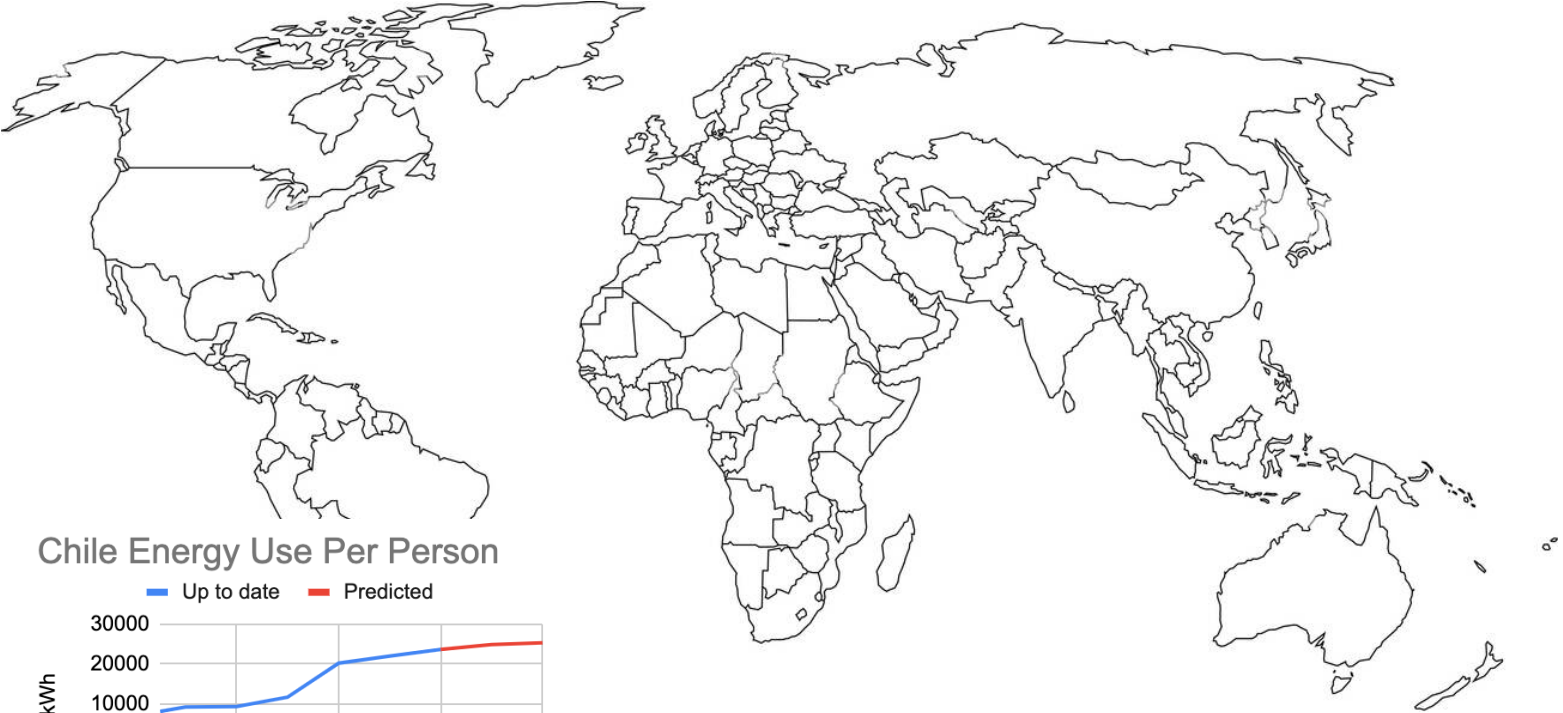 Chile Energy Use Per Person
Up to date Predicted
30000
20000
10000
kWh